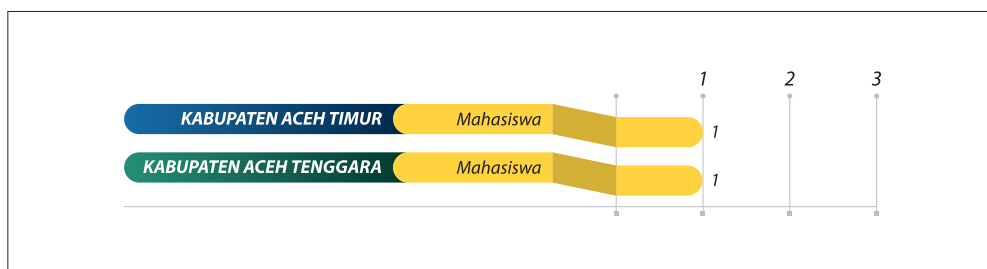 1 2 3
KABUPATEN ACEH TIMUR Mahasiswa 1
KABUPATEN ACEH TENGGARA Mahasiswa 1